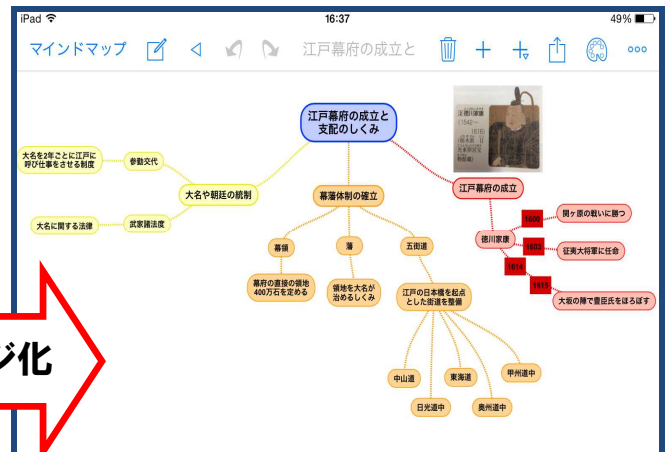 iPad
16:37
49%
マインドマップ
江戸幕府の成立と
江戸幕府の成立と
支配のしくみ
大名や朝廷の統制
参勤交代
大名を2年ごとに江戸に
呼び仕事をさせる制度
武家諸法度
大名に関する法律
幕藩体制の確立
幕領
幕府の直接の領地
400万石を定める
藩
領地を大名が
治めるしくみ
五街道
江戸の日本橋を起点
とした街道を整備
中山道
日光道中
東海道
奥州道中
甲州道中
江戸幕府の成立
徳川家康
1600
関ヶ原の戦いに勝つ
1603
征夷大将軍に任命
1614
1615
大坂の陣で豊臣氏をほろぼす
徳川家康
(1542~
ジ化